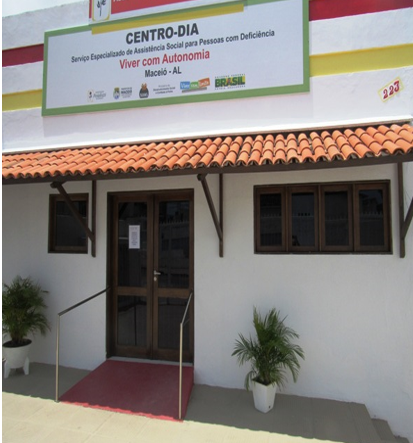 CENTRO-DIA
Serviço Especializado de Assistência Social para Pessoas com Deficiência
Viver com Autonomia
Maceió - AL
BRASIL
223